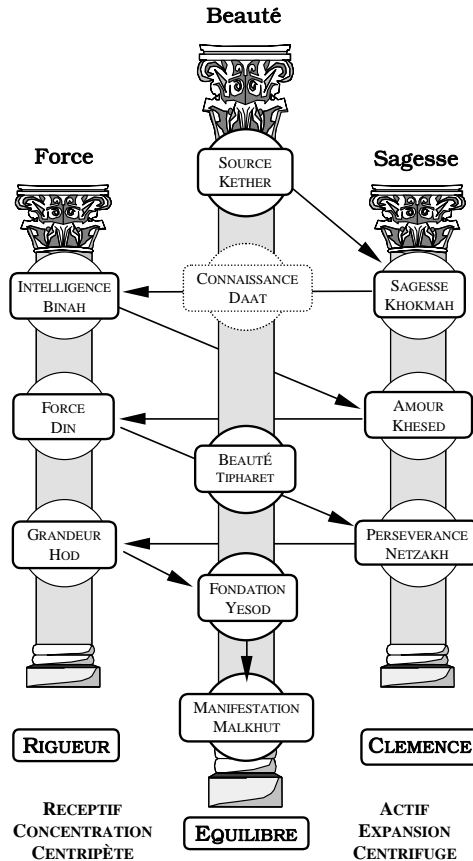 Beauté
Force
Sagesse
SOURCE
KETHER
INTELLIGENCE
BINAH
CONNAISSANCE
DAAT
SAGESSE
KHOKMAH
FORCE
DIN
AMOUR
KHESED
BEAUTÉ
TIPHARET
GRANDEUR
HOD
PERSEVERANCE
NETZAKH
FONDATION
YESOD
MANIFESTATION
MALKHUT
RIGUEUR
CLEMENCE
EQUILIBRE
RECEPTIF
CONCENTRATION
CENTRIPÈTE
ACTIF
EXPANSION
CENTRIFUGE